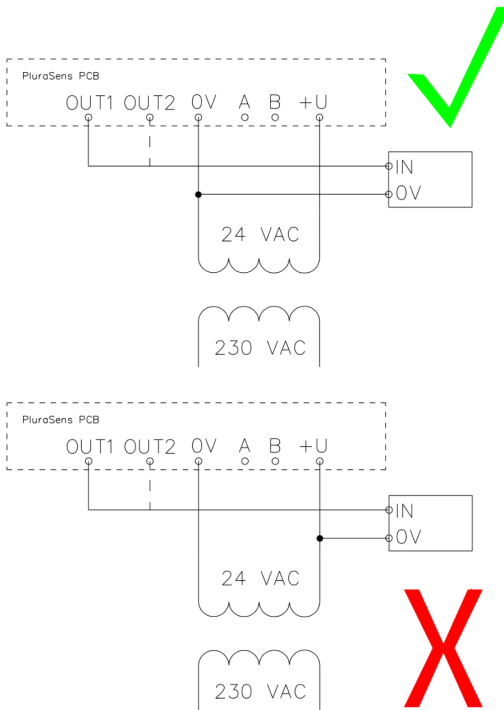 PluraSens PCB
OUT1 OUT2 0V A B +U
IN
0V
24 VAC
230 VAC
PluraSens PCB
OUT1 OUT2 0V A B +U
IN
0V
24 VAC
230 VAC